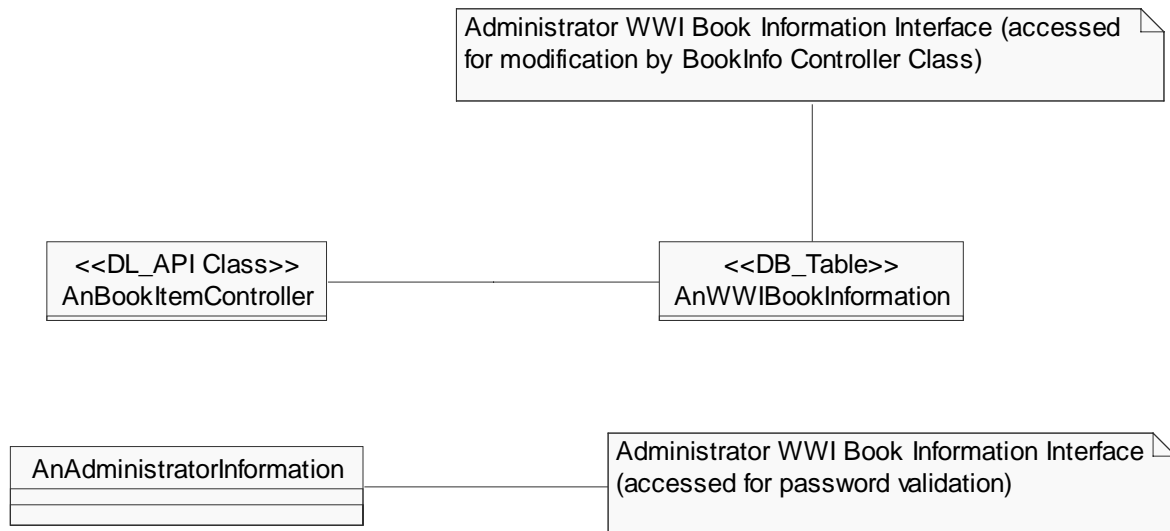 Administrator WWI Book Information Interface (accessed
for modification by BookInfo Controller Class)
<<DL_API Class>>
AnBookItemController
<<DB_Table>>
AnWWIBookInformation
AnAdministratorInformation
Administrator WWI Book Information Interface
(accessed for password validation)